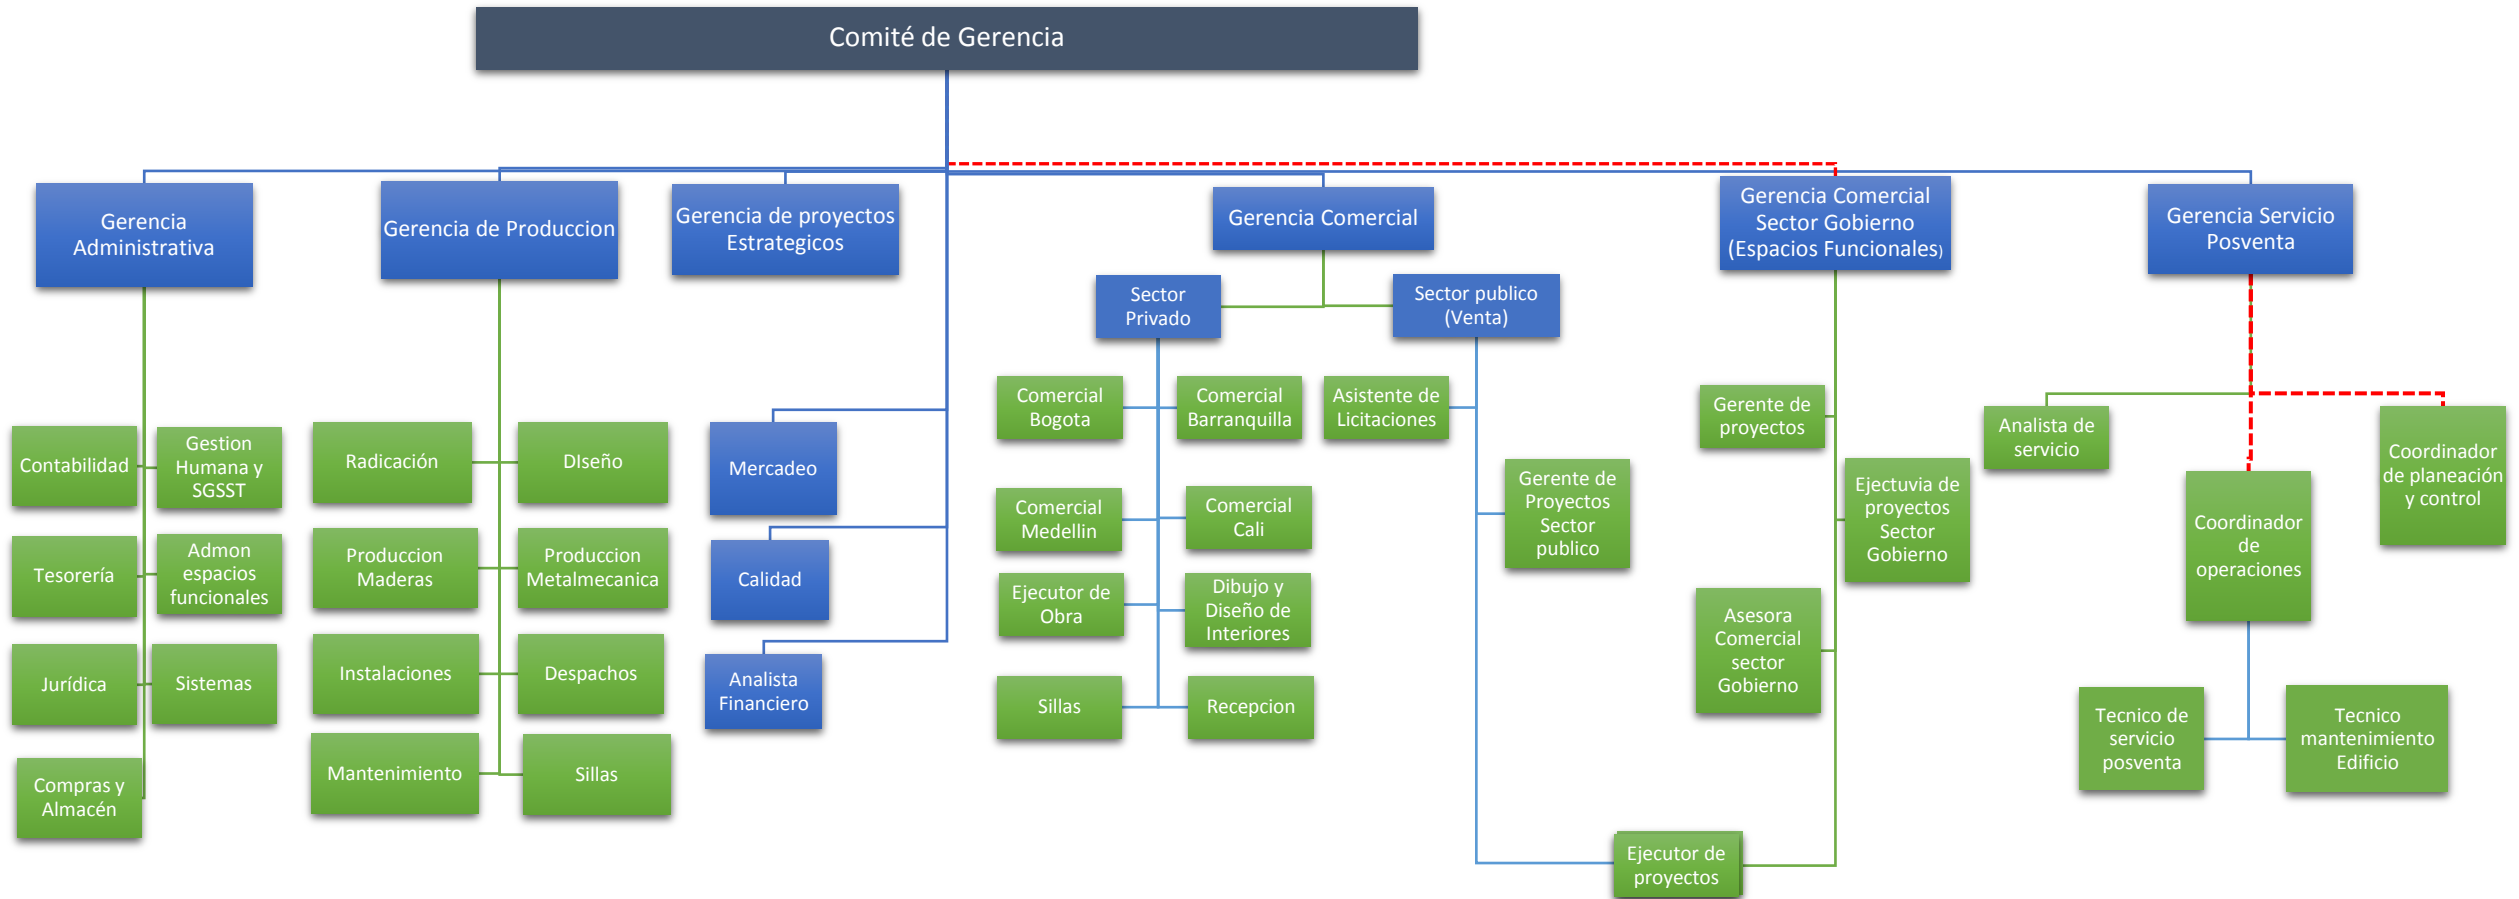 Comité de Gerencia
Gerencia
Administrativa
Gerencia de Produccion
Gerencia de proyectos
Estrategicos
Gerencia Comercial
Gerencia Comercial
Sector Gobierno
(Espacios Funcionales)
Gerencia Servicio
Posventa
Sector
Privado
Sector publico
(Venta)
Contabilidad
Gestion
Humana y
SGSST
Tesorería
Admon
espacios
funcionales
Jurídica
Sistemas
Compras y
Almacén
Radicación
DIseño
Produccion
Maderas
Produccion
Metalmecanica
Instalaciones
Despachos
Mantenimiento
Sillas
Mercadeo
Calidad
Analista
Financiero
Comercial
Bogota
Comercial
Barranquilla
Comercial
Medellin
Comercial
Cali
Ejecutor de
Obra
Dibujo y
Diseño de
Interiores
Sillas
Recepcion
Asistente de
Licitaciones
Gerente de
Proyectos
Sector
publico
Gerente de
proyectos
Ejectuvia de
proyectos
Sector
Gobierno
Asesora
Comercial
sector
Gobierno
Ejecutor de
proyectos
Analista de
servicio
Coordinador
de planeación
y control
Coordinador
de
operaciones
Tecnico de
servicio
posventa
Tecnico
mantenimiento
Edificio